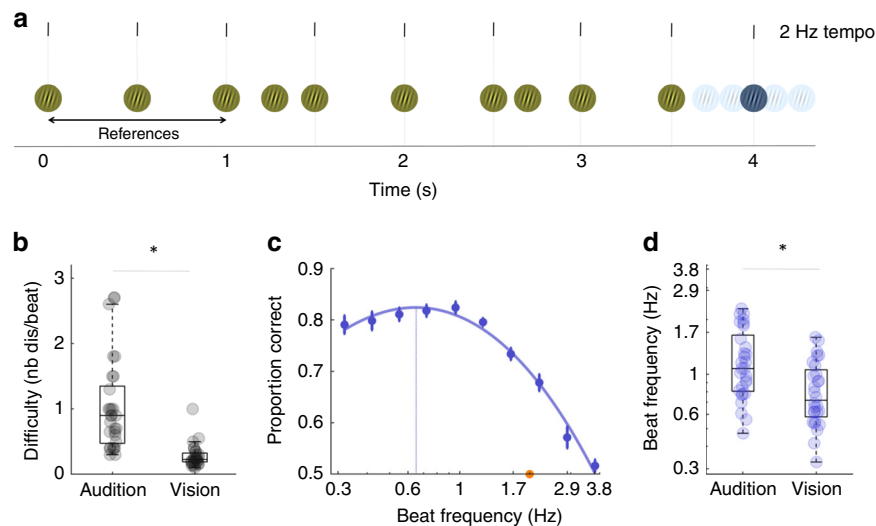 a
2 Hz tempo
References
0 1 2 3 4
Time (s)
b
*
Difficulty (nb dis/beat)
3
2
1
0
Audition Vision
c
Proportion correct
0.9
0.8
0.7
0.6
0.5
0.3 0.6 1 1.7 2.9 3.8
Beat frequency (Hz)
d
*
Beat frequency (Hz)
3.8
2.9
1.7
1
0.6
0.3
Audition Vision